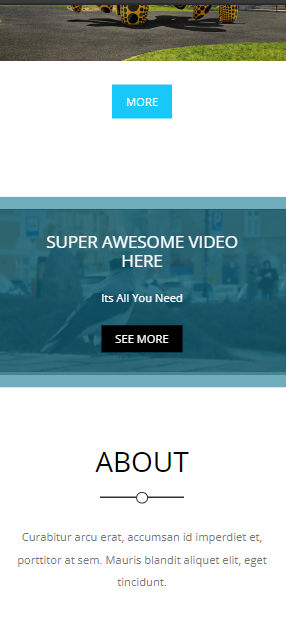 MORE
SUPER AWESOME VIDEO
HERE
Its All You Need
SEE MORE
ABOUT
Curabitur arcu erat, accumsan id imperdiet et,
porttitor at sem. Mauris blandit aliquet elit, eget
tincidunt.